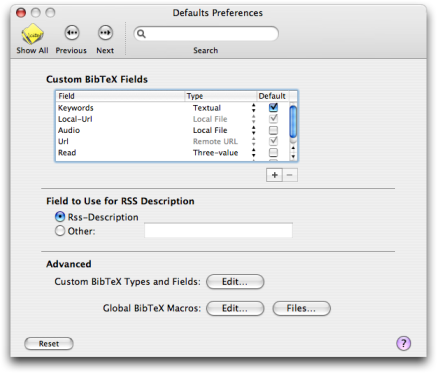 Defaults Preferences
Show All Previous Next Search
Custom BibTeX Fields
Field Type Default
Keywords Textual
Local-Url Local File
Audio Local File
Url Remote URL
Read Three-value
+ −
Field to Use for RSS Description
Rss-Description
Other:
Advanced
Custom BibTeX Types and Fields: Edit...
Global BibTeX Macros: Edit... Files...
Reset ?